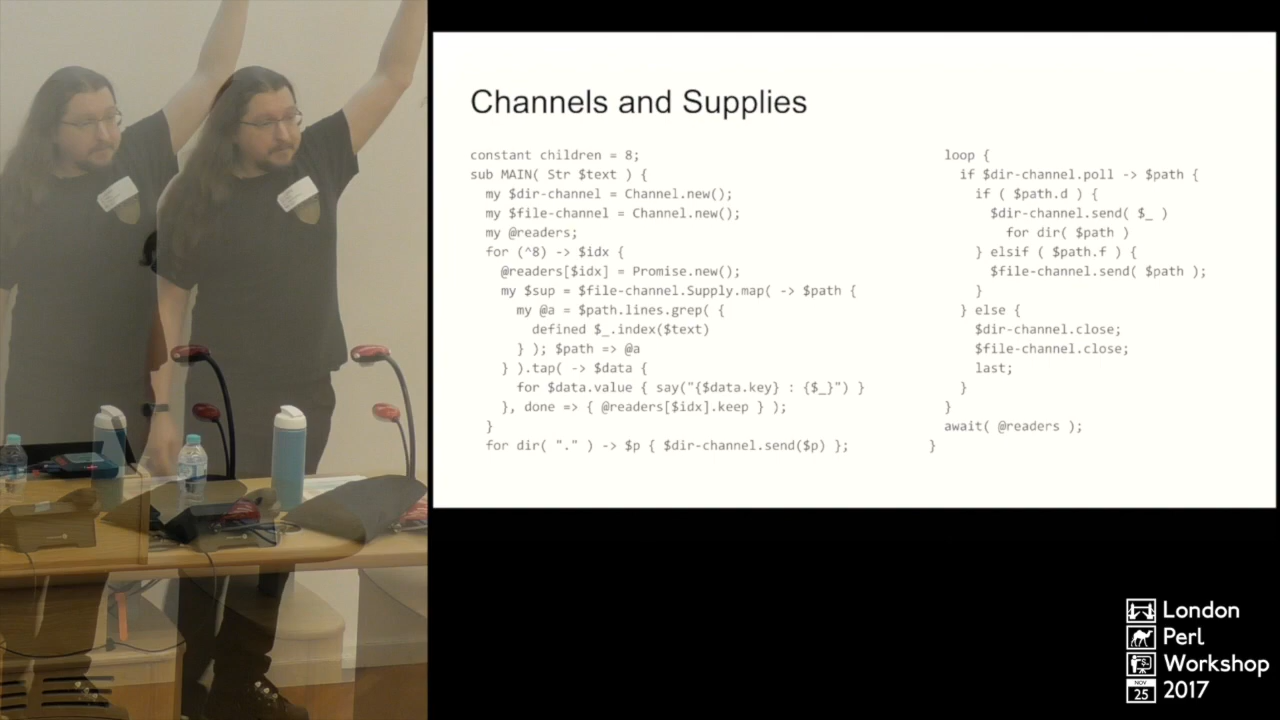 Channels and Supplies
constant children = 8;
sub MAIN( Str $text ) {
my $dir-channel = Channel.new();
my $file-channel = Channel.new();
my @readers;
for (^8) -> $idx {
@readers[$idx] = Promise.new();
my $sup = $file-channel.Supply.map( -> $path {
my @a = $path.lines.grep( {
defined $_.index($text)
} ); $path => @a
} ).tap( -> $data {
for $data.value { say("{$data.key} : {$_}") }
}, done => { @readers[$idx].keep } );
}
for dir( "." ) -> $p { $dir-channel.send($p) };
loop {
if $dir-channel.poll -> $path {
if ( $path.d ) {
$dir-channel.send( $_ )
for dir( $path )
} elsif ( $path.f ) {
$file-channel.send( $path );
}
} else {
$dir-channel.close;
$file-channel.close;
last;
}
}
await( @readers );
}
London
Perl
Workshop
NOV
25
2017